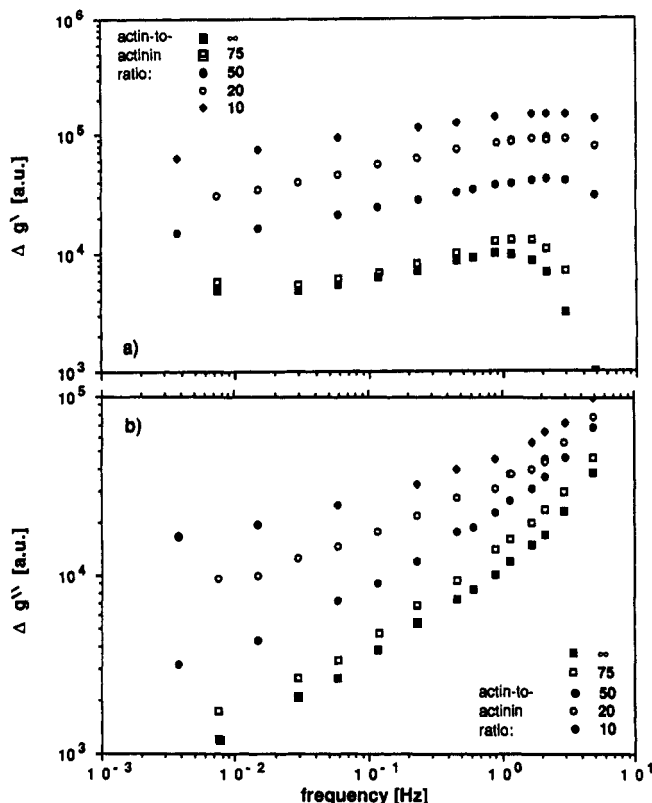 10⁶
actin-to- ■ ∞
actinin 75
ratio: ● 50
○ 20
◆ 10
10⁵
Δ g\ [a.u.]
10⁴
a)
10³
10⁵
b)
Δ g\\ [a.u.]
10⁴
■ ∞
□ 75
actin-to- ● 50
actinin ○ 20
ratio: ● 10
10³
10⁻³ 10⁻² 10⁻¹ 10⁰ 10¹
frequency [Hz]